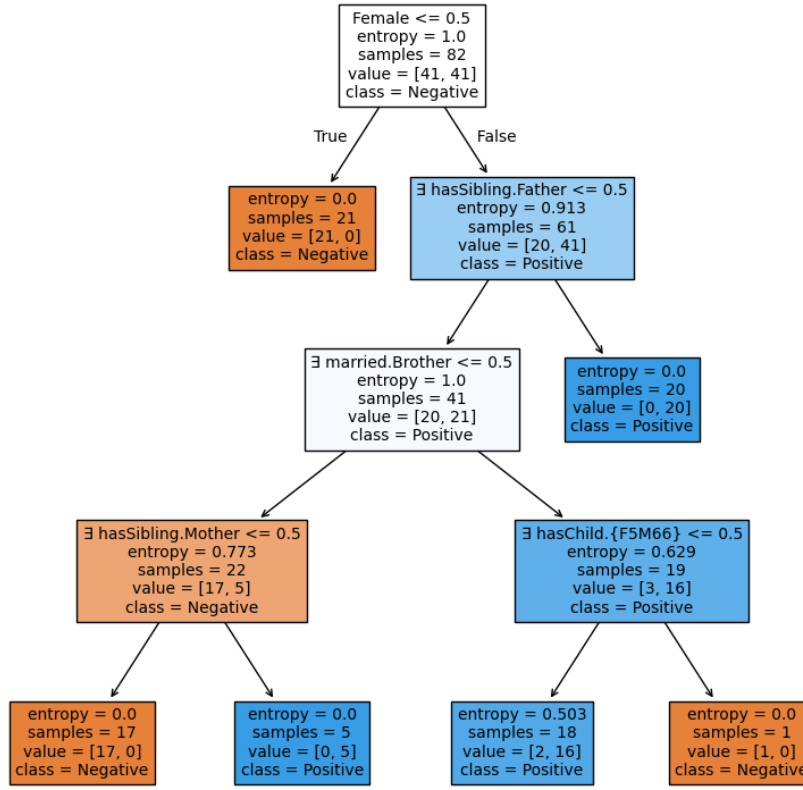 Female <= 0.5
entropy = 1.0
samples = 82
value = [41, 41]
class = Negative
True
False
entropy = 0.0
samples = 21
value = [21, 0]
class = Negative
∃ hasSibling.Father <= 0.5
entropy = 0.913
samples = 61
value = [20, 41]
class = Positive
∃ married.Brother <= 0.5
entropy = 1.0
samples = 41
value = [20, 21]
class = Positive
entropy = 0.0
samples = 20
value = [0, 20]
class = Positive
∃ hasSibling.Mother <= 0.5
entropy = 0.773
samples = 22
value = [17, 5]
class = Negative
∃ hasChild.{F5M66} <= 0.5
entropy = 0.629
samples = 19
value = [3, 16]
class = Positive
entropy = 0.0
samples = 17
value = [17, 0]
class = Negative
entropy = 0.0
samples = 5
value = [0, 5]
class = Positive
entropy = 0.503
samples = 18
value = [2, 16]
class = Positive
entropy = 0.0
samples = 1
value = [1, 0]
class = Negative